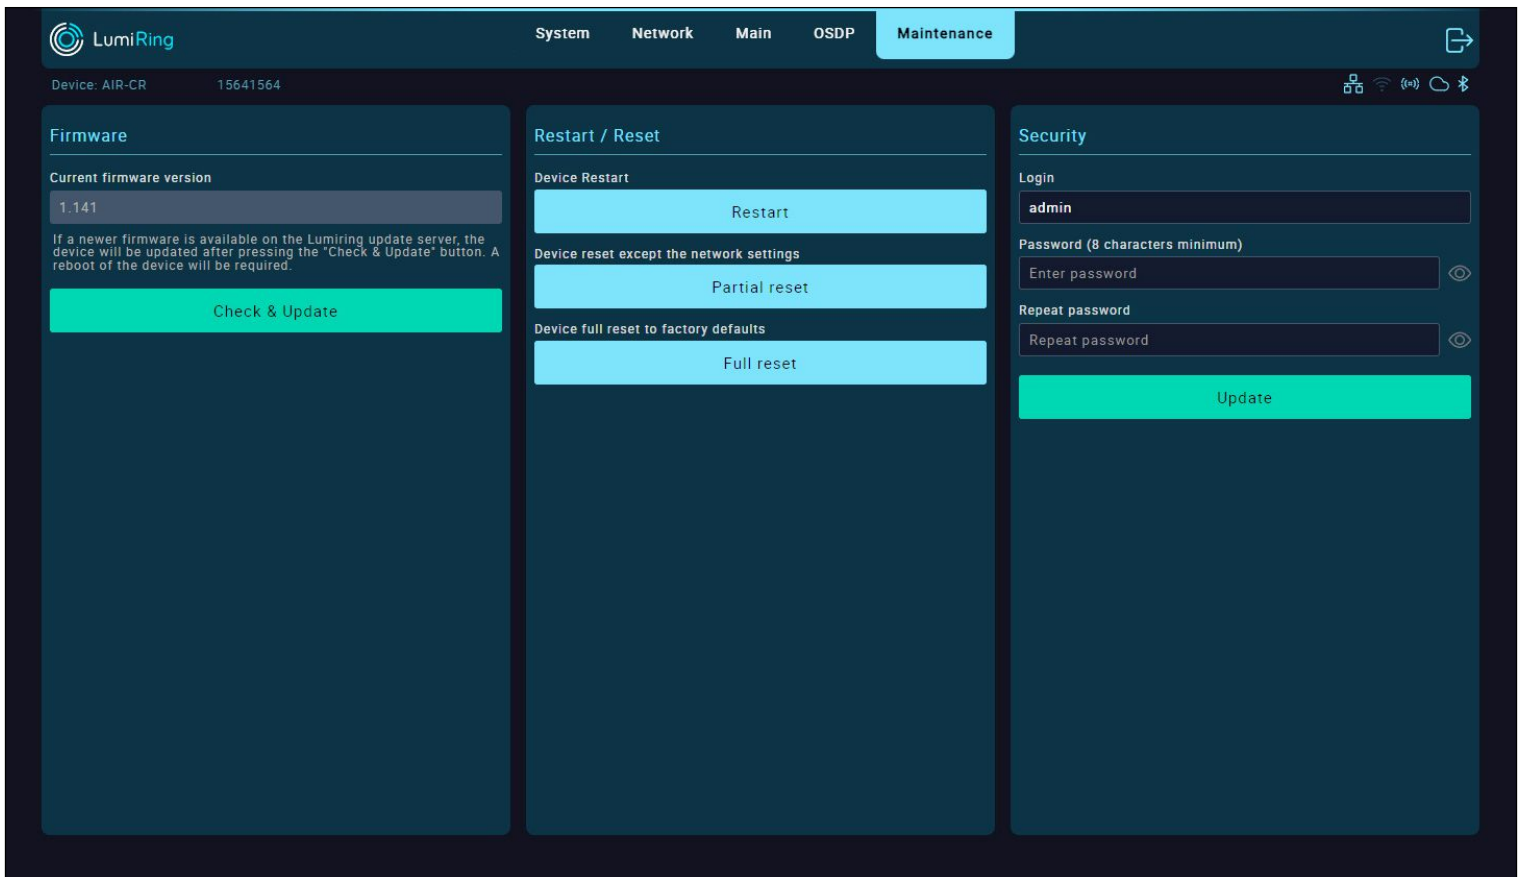 LumiRing
System Network Main OSDP Maintenance
Device: AIR-CR 15641564
Firmware
Current firmware version
1.141
If a newer firmware is available on the Lumiring update server, the
device will be updated after pressing the "Check & Update" button. A
reboot of the device will be required.
Check & Update
Restart / Reset
Device Restart
Restart
Device reset except the network settings
Partial reset
Device full reset to factory defaults
Full reset
Security
Login
admin
Password (8 characters minimum)
Enter password
Repeat password
Repeat password
Update